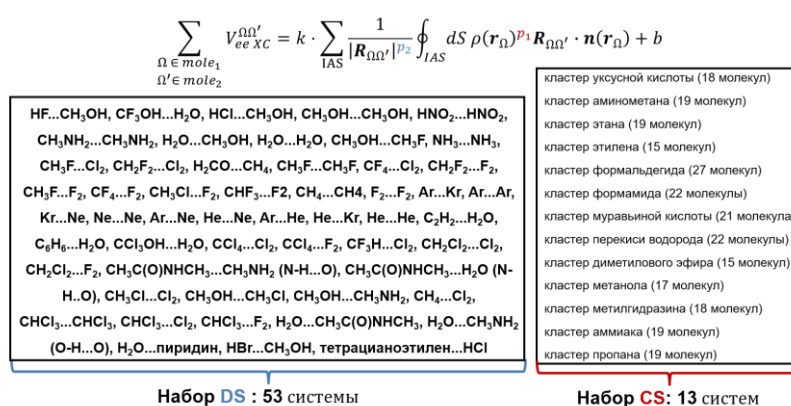 ∑ Ω ∈ mole₁ Ω′∈ mole₂ V_{ee XC}^{ΩΩ′} = k · ∑_{IAS} 1/|R_{ΩΩ′}|^{p₂} ∮_{IAS} dS ρ(r_Ω)^{p₁} R_{ΩΩ′} · n(r_Ω) + b
HF...CH₃OH, CF₃OH...H₂O, HCl...CH₃OH, CH₃OH...CH₃OH, HNO₂...HNO₂,
CH₃NH₂...CH₃NH₂, H₂O...CH₃OH, H₂O...H₂O, CH₃OH...CH₃F, NH₃...NH₃,
CH₃F...Cl₂, CH₂F₂...Cl₂, H₂CO...CH₄, CH₃F...CH₃F, CF₄...Cl₂, CH₂F₂...F₂,
CH₃F...F₂, CF₄...F₂, CH₃Cl...F₂, CHF₃...F2, CH₄...CH4, F₂...F₂, Ar...Kr, Ar...Ar,
Kr...Ne, Ne...Ne, Ar...Ne, He...Ne, Ar...He, He...Kr, He...He, C₂H₂...H₂O,
C₆H₆...H₂O, CCl₃OH...H₂O, CCl₄...Cl₂, CCl₄...F₂, CF₃H...Cl₂, CH₂Cl₂...Cl₂,
CH₂Cl₂...F₂, CH₃C(O)NHCH₃...CH₃NH₂ (N-H...O), CH₃C(O)NHCH₃...H₂O (N-
H..O), CH₃Cl...Cl₂, CH₃OH...CH₃Cl, CH₃OH...CH₃NH₂, CH₄...Cl₂,
CHCl₃...CHCl₃, CHCl₃...Cl₂, CHCl₃...F₂, H₂O...CH₃C(O)NHCH₃, H₂O...CH₃NH₂
(O-H...O), H₂O...пиридин, HBr...CH₃OH, тетрацианоэтилен...HCl
Набор DS : 53 системы
кластер уксусной кислоты (18 молекул)
кластер аминометана (19 молекул)
кластер этана (19 молекул)
кластер этилена (15 молекул)
кластер формальдегида (27 молекул)
кластер формамида (22 молекулы)
кластер муравьиной кислоты (21 молекула
кластер перекиси водорода (22 молекулы)
кластер диметилового эфира (15 молекул)
кластер метанола (17 молекул)
кластер метилгидразина (18 молекул)
кластер аммиака (19 молекул)
кластер пропана (19 молекул)
Набор CS: 13 систем